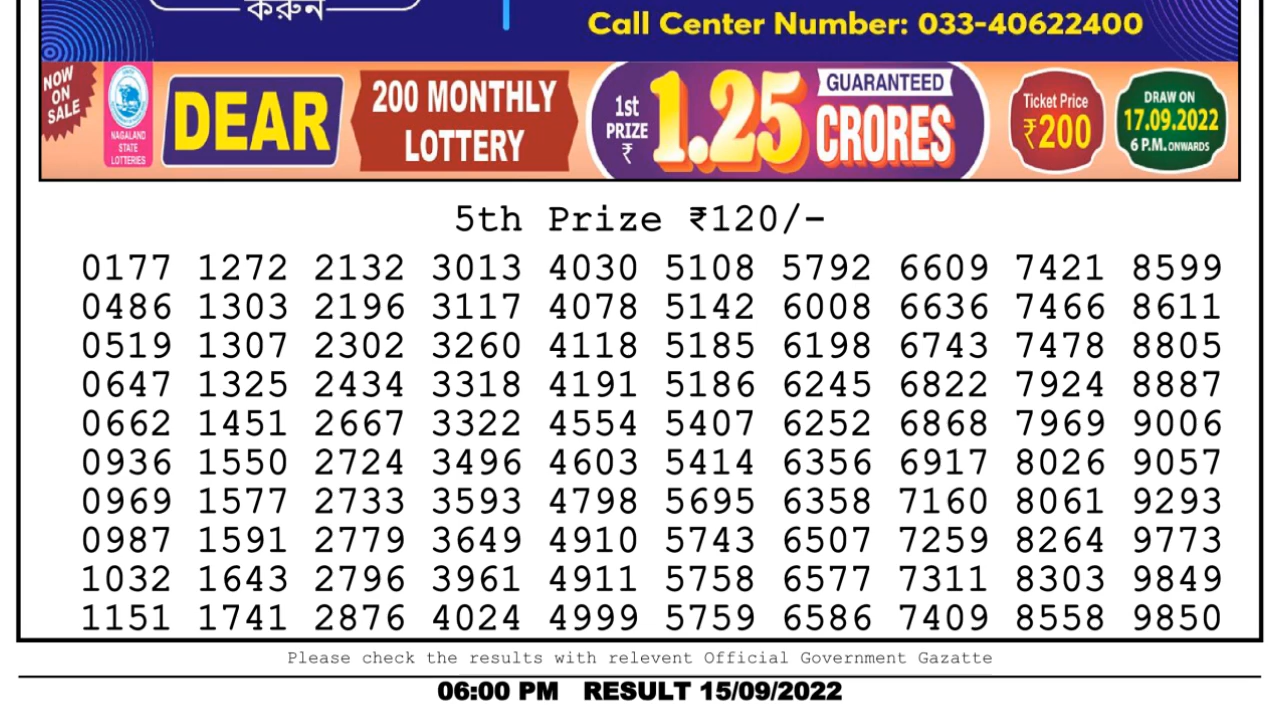 করুন
Call Center Number: 033-40622400
NOW
ON
SALE
NAGALAND
STATE
LOTTERIES
DEAR
200 MONTHLY
LOTTERY
1st
PRIZE
₹
1.25
GUARANTEED
CRORES
Ticket Price
₹200
DRAW ON
17.09.2022
6 P.M. ONWARDS
5th Prize ₹120/-
0177 1272 2132 3013 4030 5108 5792 6609 7421 8599
0486 1303 2196 3117 4078 5142 6008 6636 7466 8611
0519 1307 2302 3260 4118 5185 6198 6743 7478 8805
0647 1325 2434 3318 4191 5186 6245 6822 7924 8887
0662 1451 2667 3322 4554 5407 6252 6868 7969 9006
0936 1550 2724 3496 4603 5414 6356 6917 8026 9057
0969 1577 2733 3593 4798 5695 6358 7160 8061 9293
0987 1591 2779 3649 4910 5743 6507 7259 8264 9773
1032 1643 2796 3961 4911 5758 6577 7311 8303 9849
1151 1741 2876 4024 4999 5759 6586 7409 8558 9850
Please check the results with relevent Official Government Gazatte
06:00 PM RESULT 15/09/2022